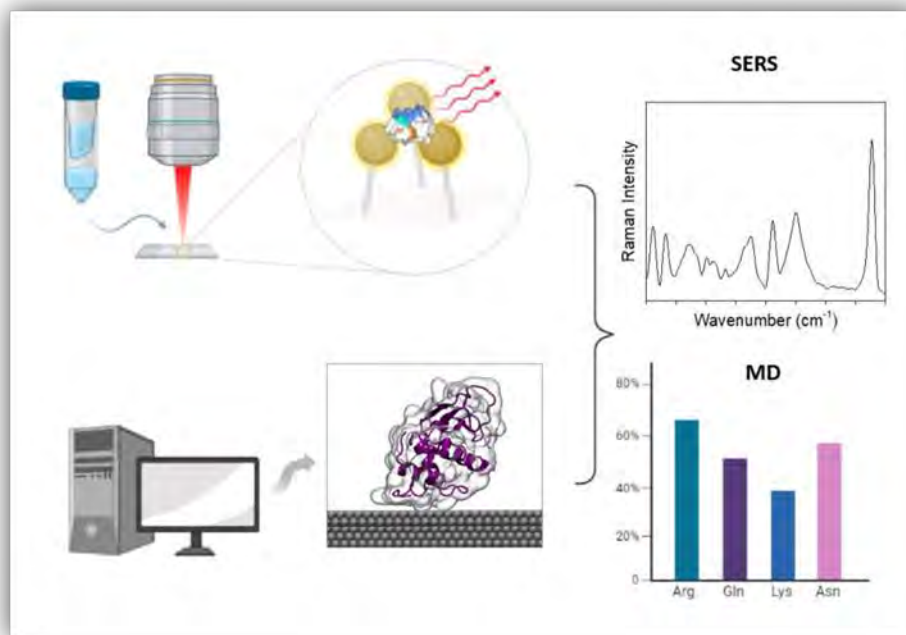 SERS
Raman Intensity
Wavenumber (cm⁻¹)
MD
80%
60%
40%
20%
0
Arg Gln Lys Asn